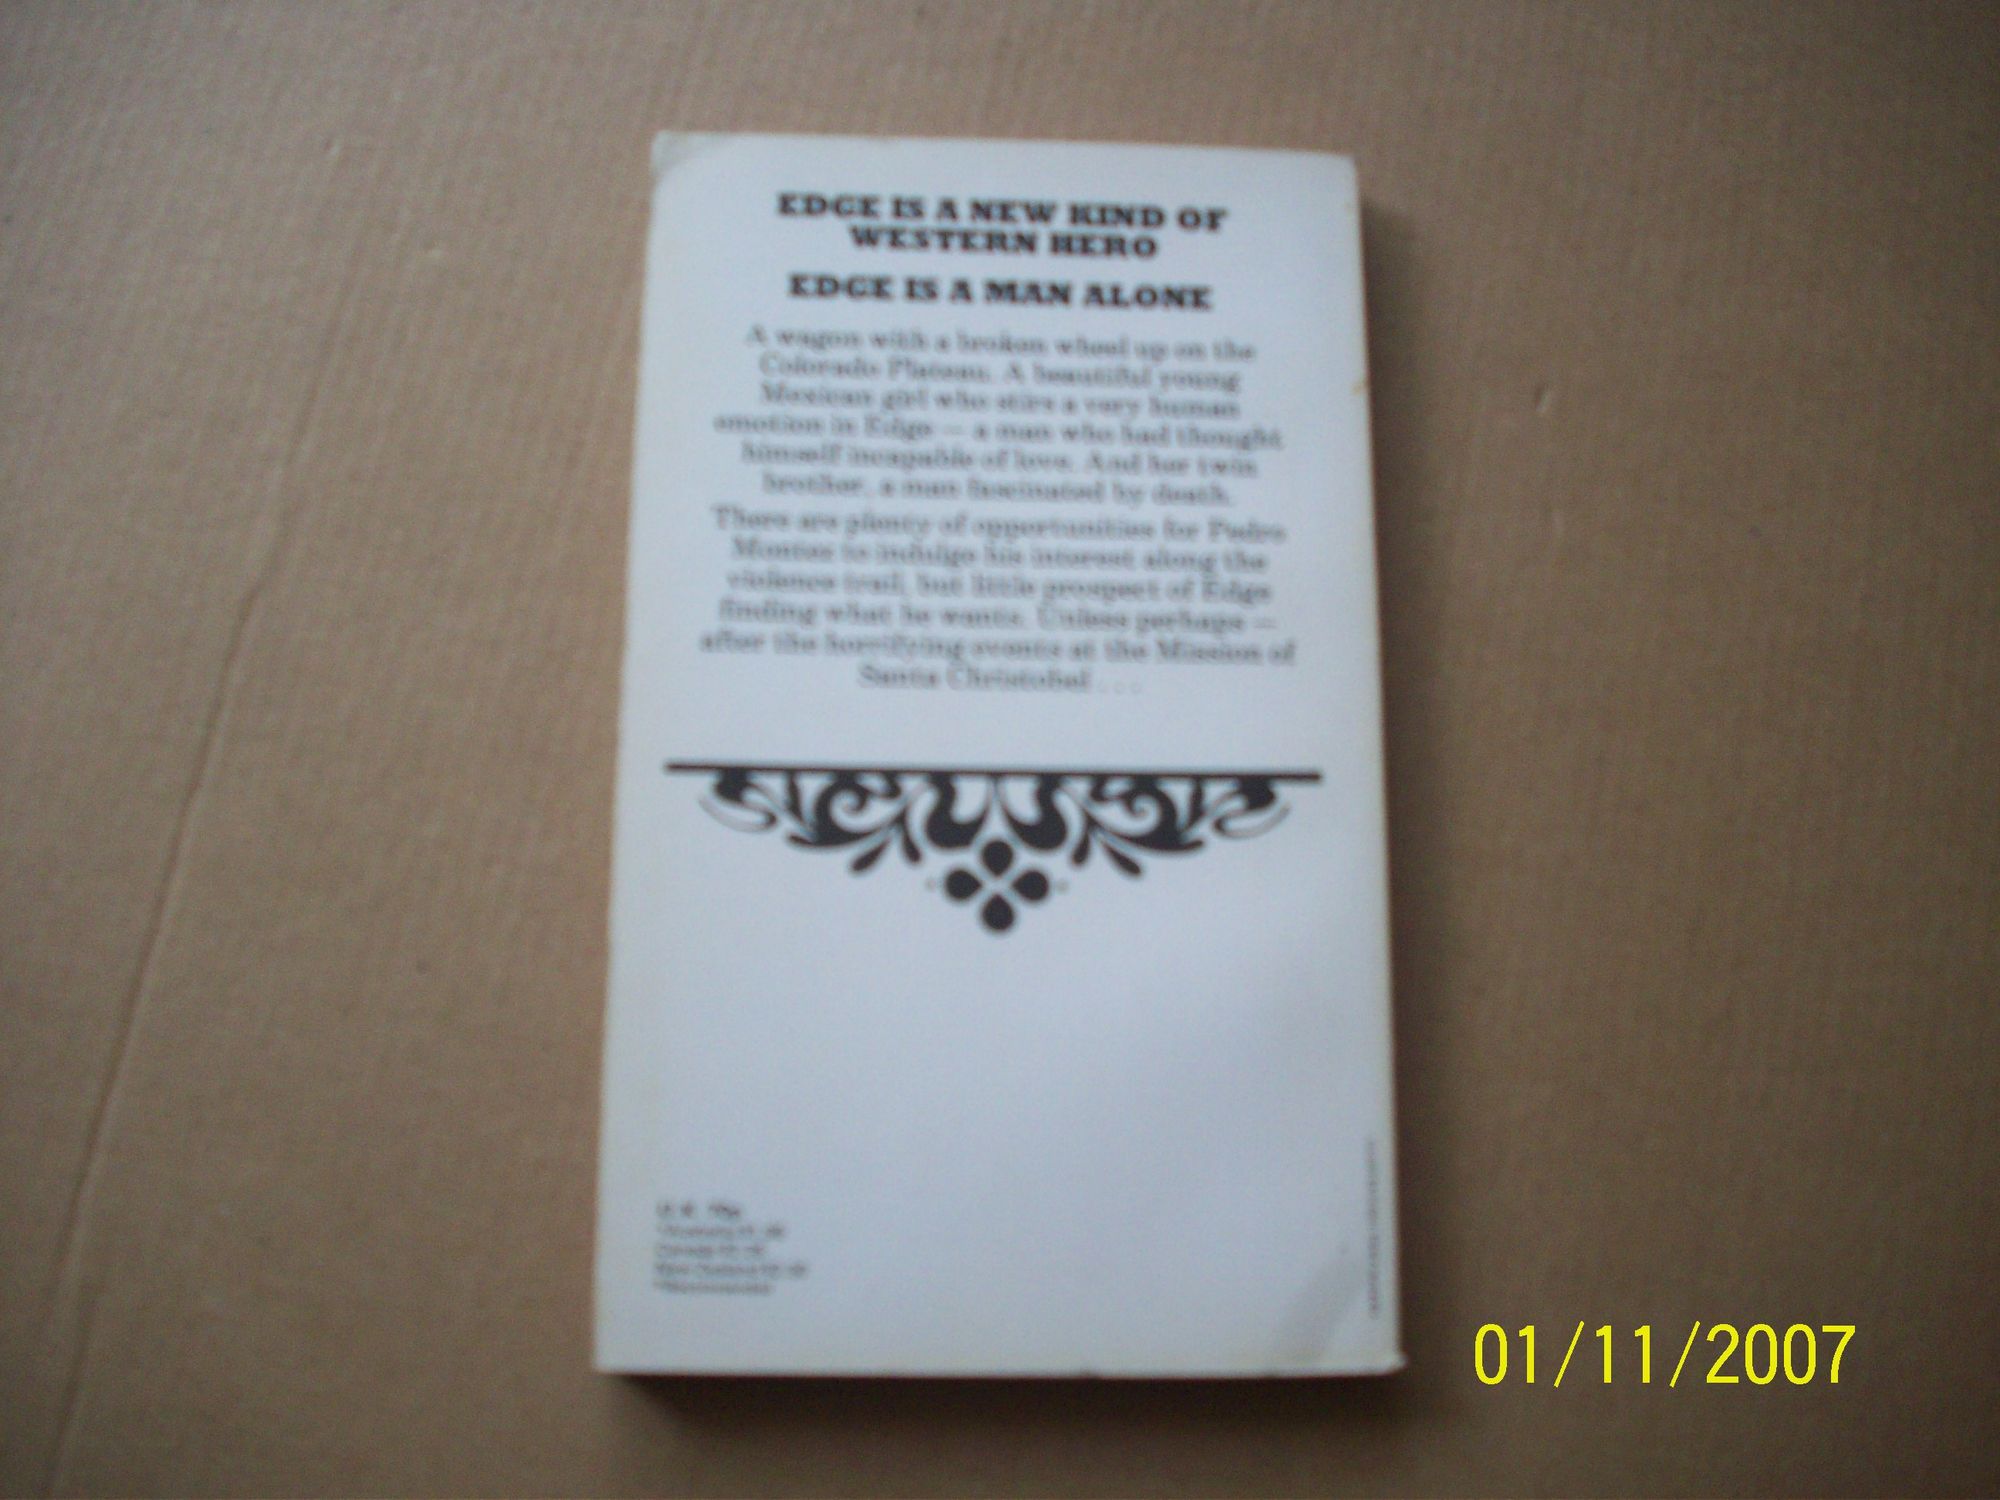 EDGE IS A NEW KIND OF
WESTERN HERO
EDGE IS A MAN ALONE
A wagon with a broken wheel up on the
Colorado Plateau. A beautiful young
Mexican girl who stirs a very human
emotion in Edge — a man who had thought
himself incapable of love. And her twin
brother, a man fascinated by death.
There are plenty of opportunities for Pedro
Montez to indulge his interest along the
violence trail, but little prospect of Edge
finding what he wants. Unless perhaps —
after the horrifying events at the Mission of
Santa Christobel . . .
U.K.
Canada
New Zealand
01/11/2007